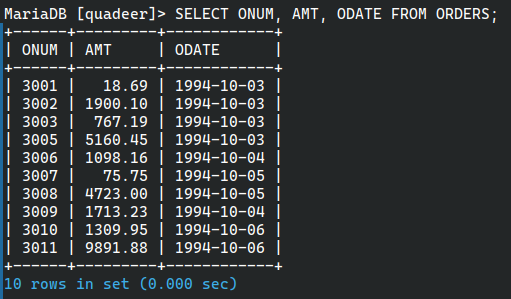 MariaDB [quadeer]> SELECT ONUM, AMT, ODATE FROM ORDERS;
+------+---------+------------+
| ONUM | AMT     | ODATE      |
+------+---------+------------+
| 3001 |   18.69 | 1994-10-03 |
| 3002 | 1900.10 | 1994-10-03 |
| 3003 |  767.19 | 1994-10-03 |
| 3005 | 5160.45 | 1994-10-03 |
| 3006 | 1098.16 | 1994-10-04 |
| 3007 |   75.75 | 1994-10-05 |
| 3008 | 4723.00 | 1994-10-05 |
| 3009 | 1713.23 | 1994-10-04 |
| 3010 | 1309.95 | 1994-10-06 |
| 3011 | 9891.88 | 1994-10-06 |
+------+---------+------------+
10 rows in set (0.000 sec)